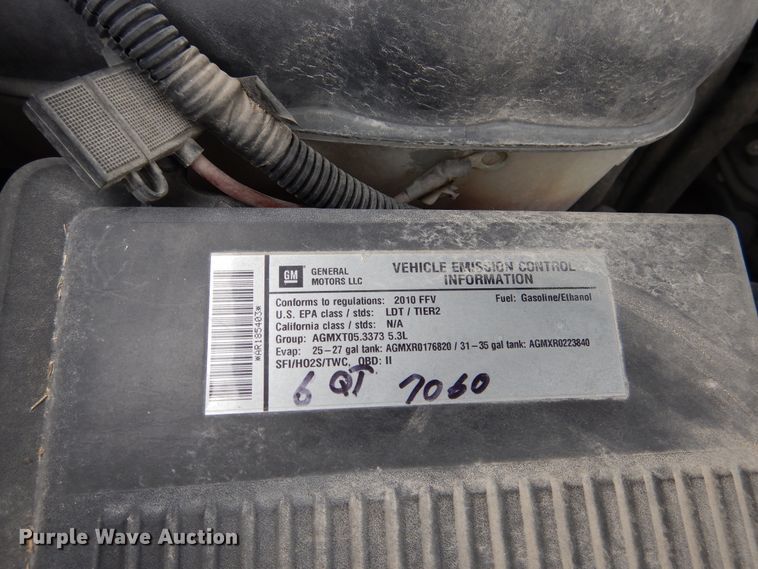 GM GENERAL MOTORS LLC
VEHICLE EMISSION CONTROL INFORMATION
Conforms to regulations: 2010 FFV Fuel: Gasoline/Ethanol
U.S. EPA class / stds: LDT / TIER2
California class / stds: N/A
Group: AGMXT05.3373 5.3L
Evap: 25-27 gal tank: AGMXR0176820 / 31-35 gal tank: AGMXR0223840
SFI/HO2S/TWC, OBD: II
6 QT 7060
*AR185403*
Purple Wave Auction